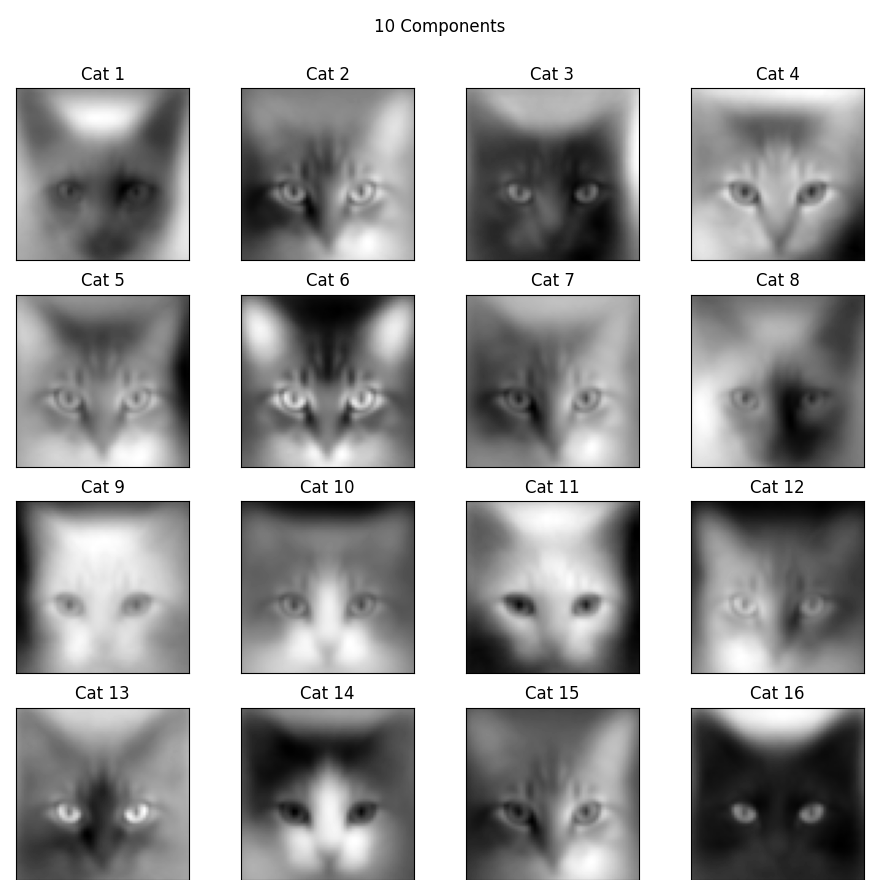 10 Components
Cat 1
Cat 2
Cat 3
Cat 4
Cat 5
Cat 6
Cat 7
Cat 8
Cat 9
Cat 10
Cat 11
Cat 12
Cat 13
Cat 14
Cat 15
Cat 16